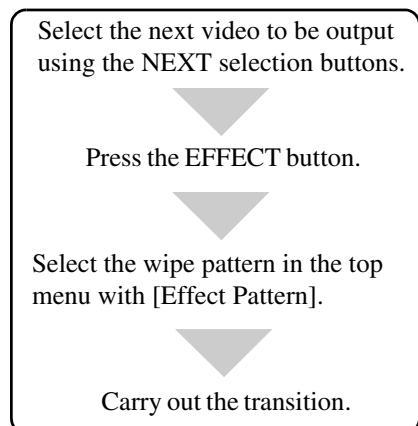 Select the next video to be output
using the NEXT selection buttons.
Press the EFFECT button.
Select the wipe pattern in the top
menu with [Effect Pattern].
Carry out the transition.